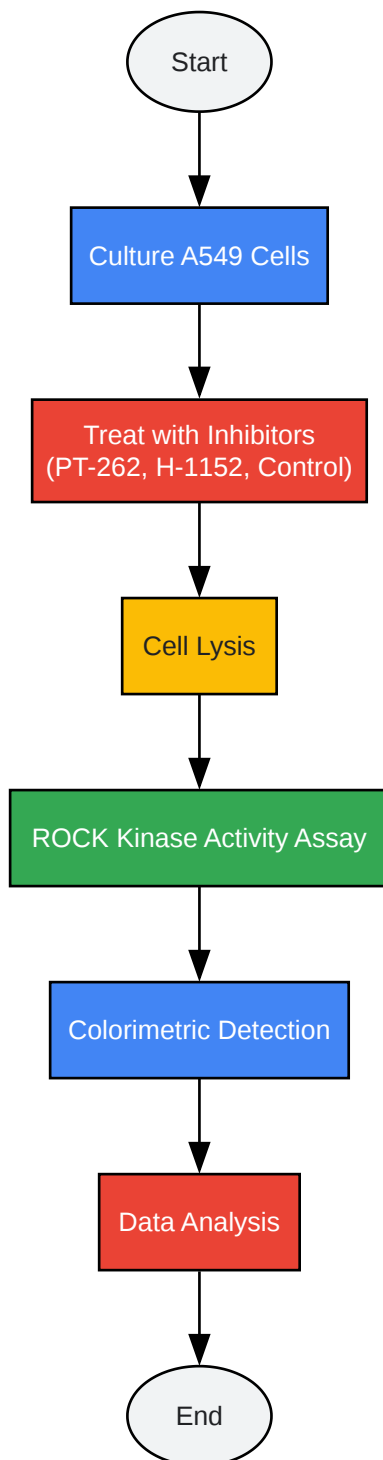 Start
Culture A549 Cells
Treat with Inhibitors
(PT-262, H-1152, Control)
Cell Lysis
ROCK Kinase Activity Assay
Colorimetric Detection
Data Analysis
End